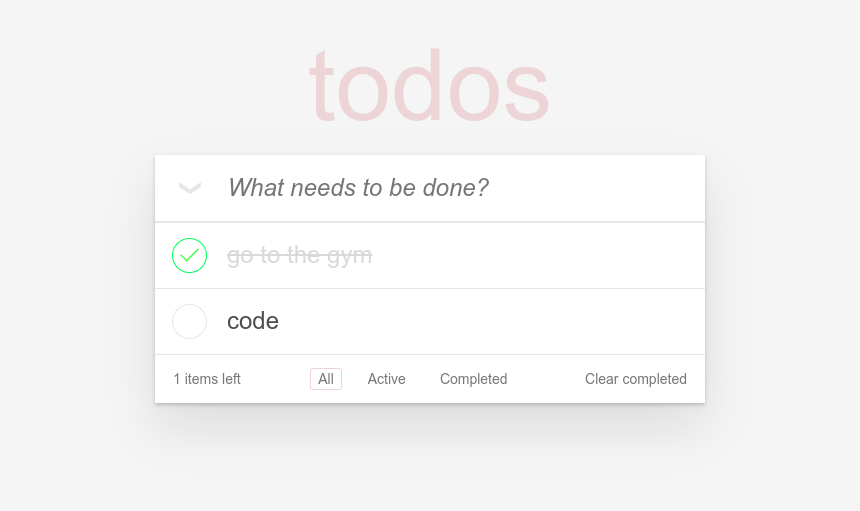 todos
What needs to be done?
go to the gym
code
1 items left All Active Completed Clear completed